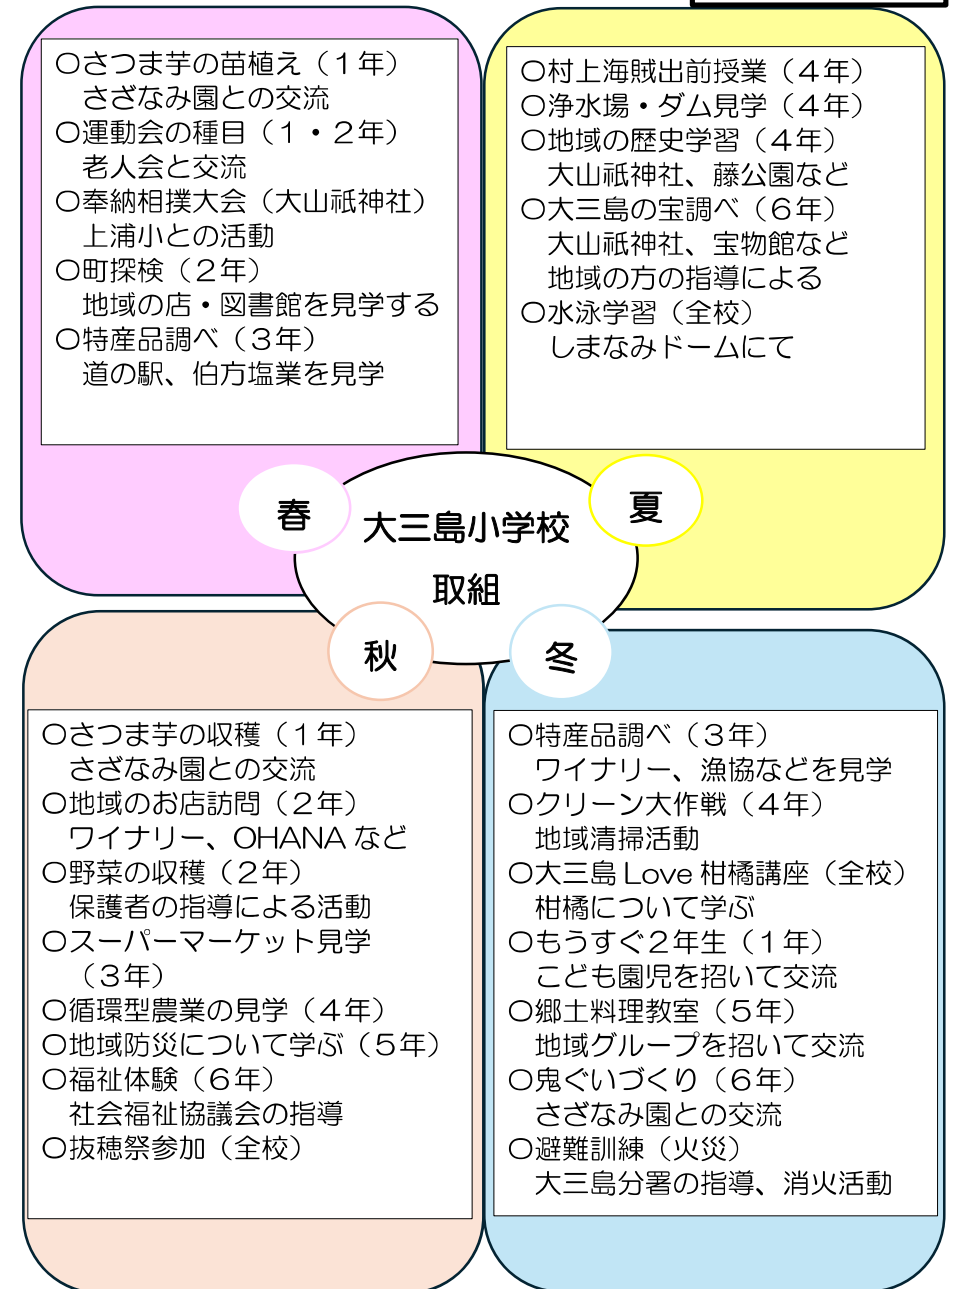 〇さつま芋の苗植え（１年）
さざなみ園との交流
〇運動会の種目（１・２年）
老人会と交流
〇奉納相撲大会（大山祇神社）
上浦小との活動
〇町探検（２年）
地域の店・図書館を見学する
〇特産品調べ（３年）
道の駅、伯方塩業を見学
〇村上海賊出前授業（４年）
〇浄水場・ダム見学（４年）
〇地域の歴史学習（４年）
大山祇神社、藤公園など
〇大三島の宝調べ（６年）
大山祇神社、宝物館など
地域の方の指導による
〇水泳学習（全校）
しまなみドームにて
春
夏
大三島小学校
取組
秋
冬
〇さつま芋の収穫（１年）
さざなみ園との交流
〇地域のお店訪問（２年）
ワイナリー、OHANAなど
〇野菜の収穫（２年）
保護者の指導による活動
〇スーパーマーケット見学
（３年）
〇循環型農業の見学（４年）
〇地域防災について学ぶ（５年）
〇福祉体験（６年）
社会福祉協議会の指導
〇抜穂祭参加（全校）
〇特産品調べ（３年）
ワイナリー、漁協などを見学
〇クリーン大作戦（４年）
地域清掃活動
〇大三島Love柑橘講座（全校）
柑橘について学ぶ
〇もうすぐ２年生（１年）
こども園児を招いて交流
〇郷土料理教室（５年）
地域グループを招いて交流
〇鬼ぐいづくり（６年）
さざなみ園との交流
〇避難訓練（火災）
大三島分署の指導、消火活動